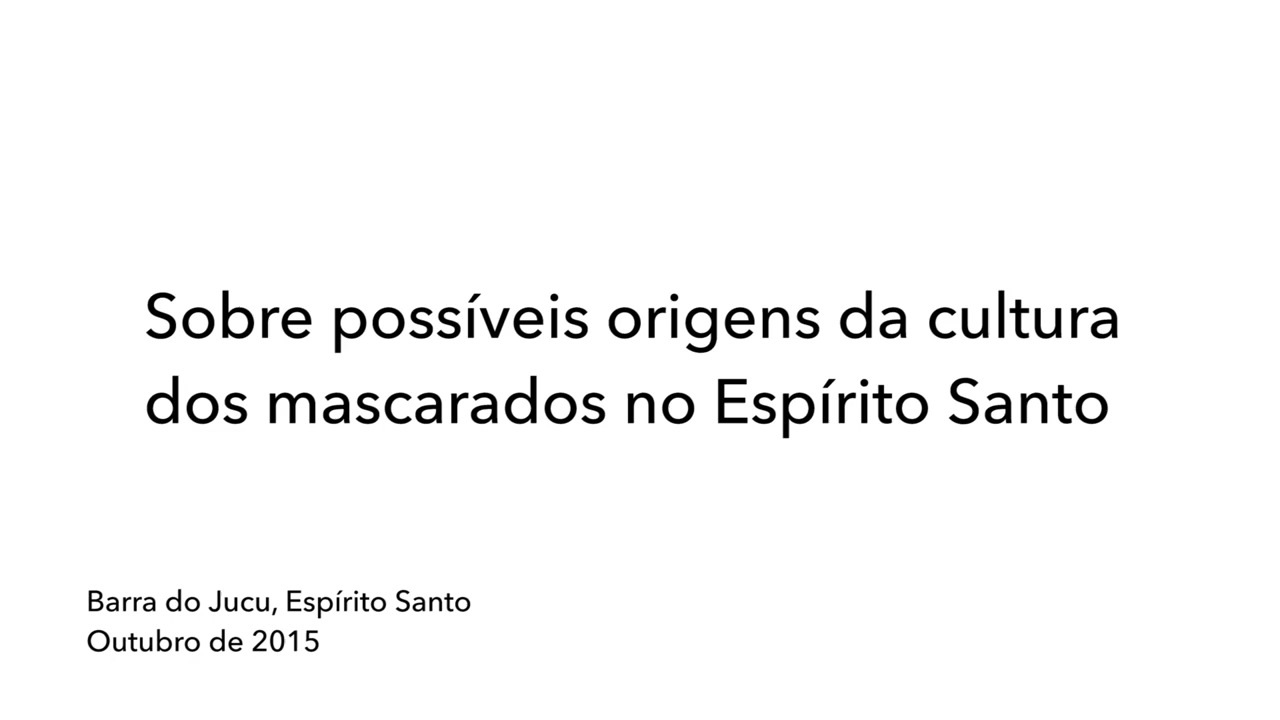 Sobre possíveis origens da cultura
dos mascarados no Espírito Santo
Barra do Jucu, Espírito Santo
Outubro de 2015